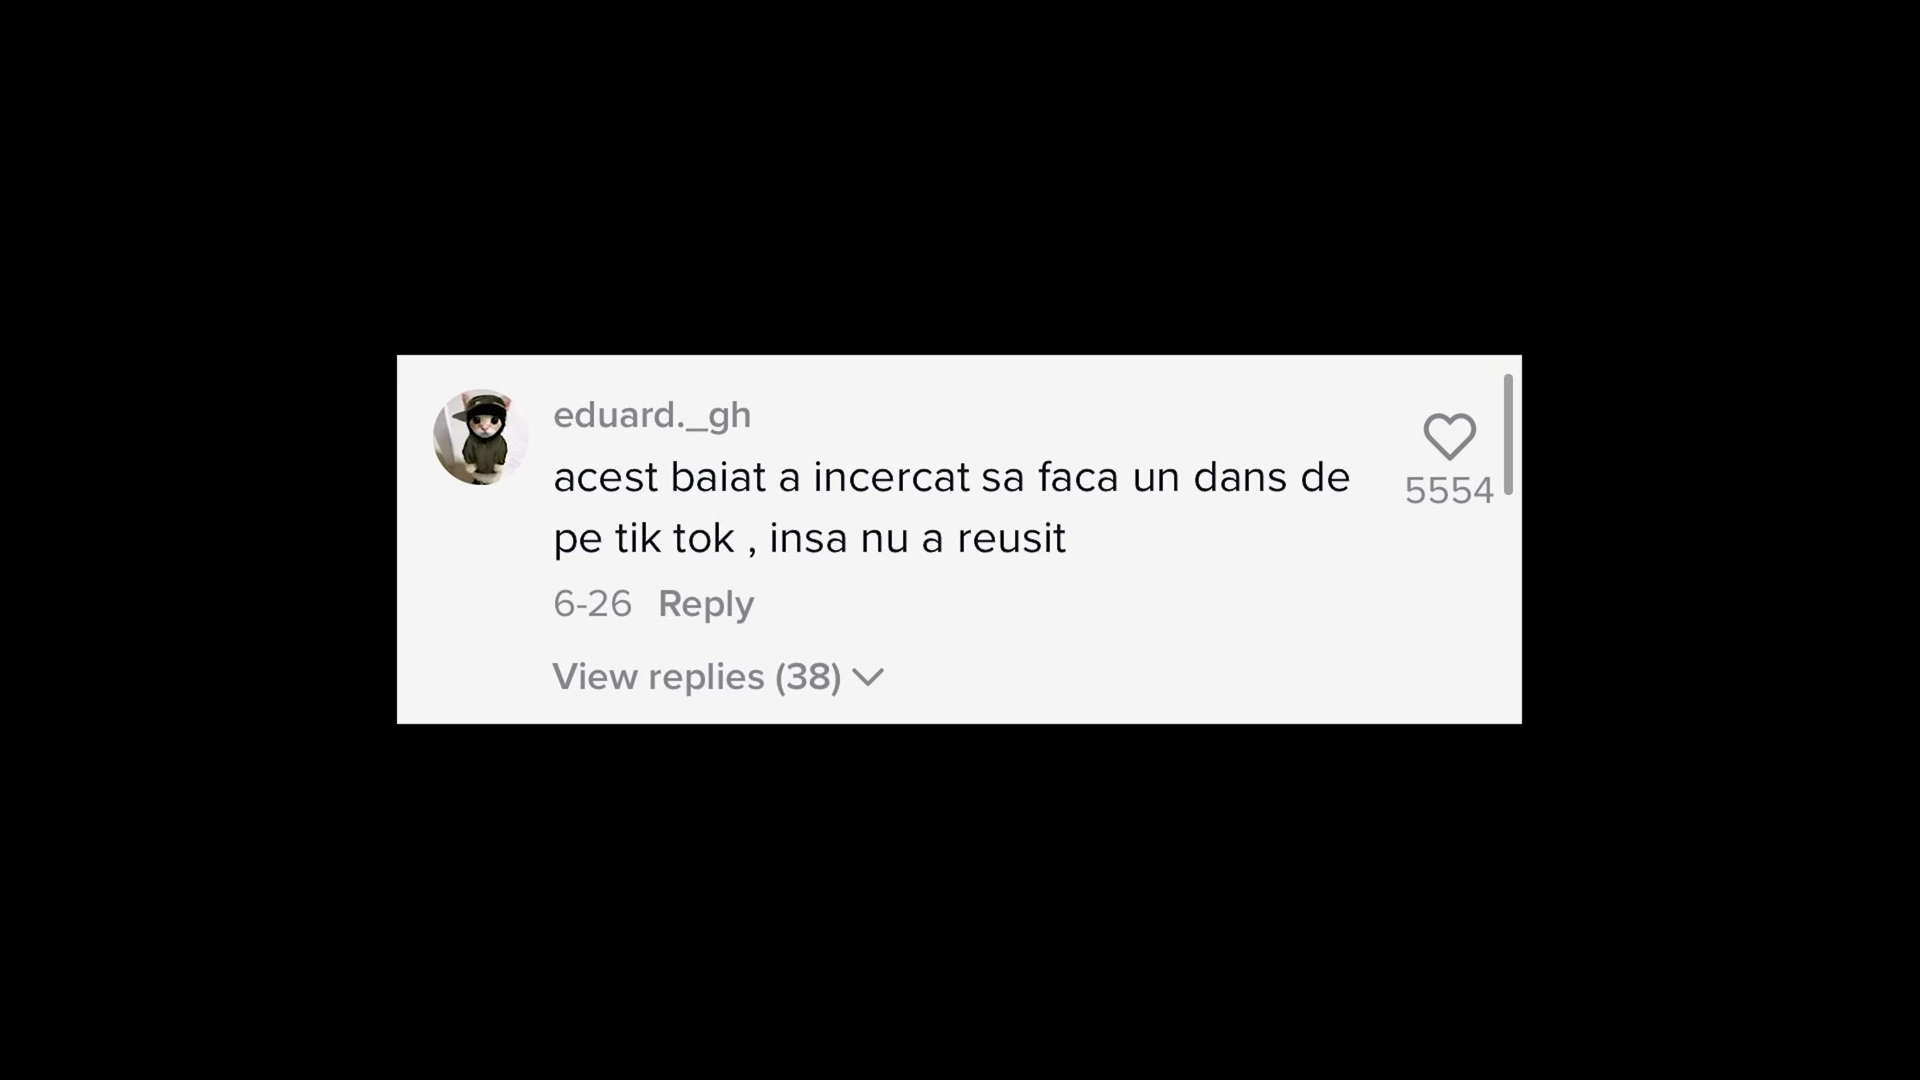 eduard._gh
acest baiat a incercat sa faca un dans de
pe tik tok , insa nu a reusit
5554
6-26 Reply
View replies (38)